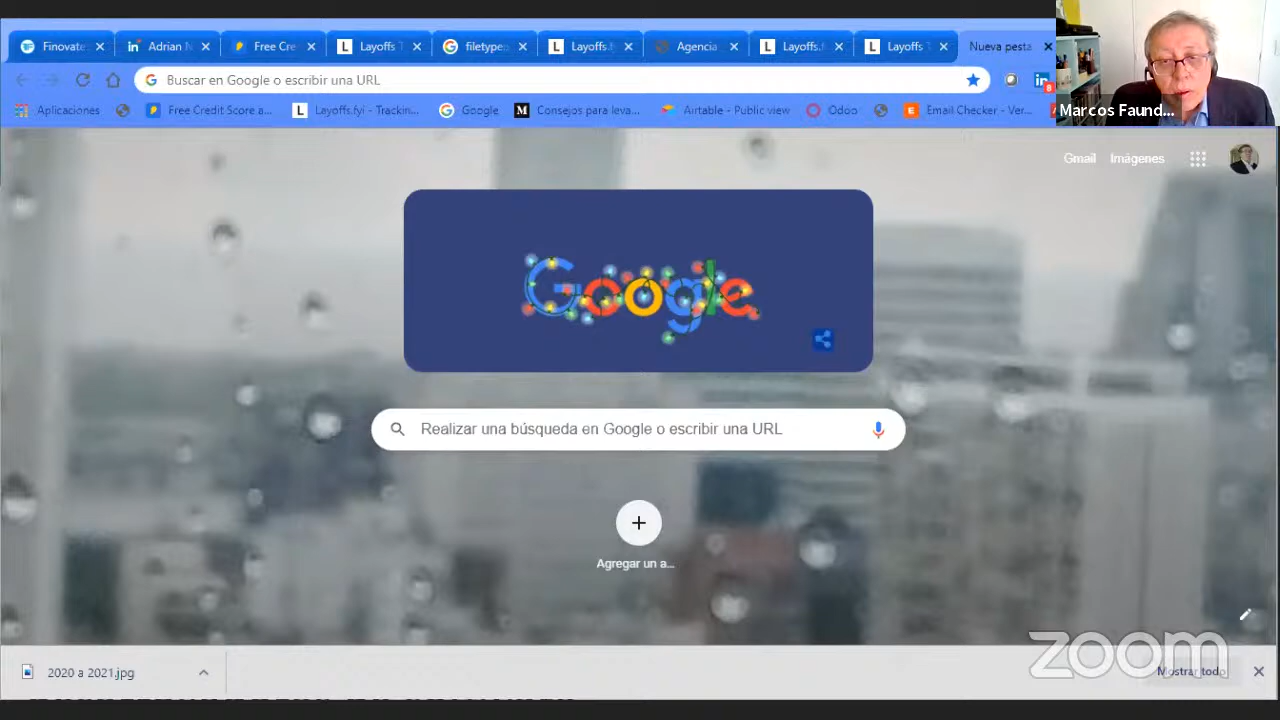 Finovate
Adrian N
Free Cre
Layoffs T
filetype:
Layoffs.f
Agencia
Layoffs.f
Layoffs T
Nueva pesta
Buscar en Google o escribir una URL
Aplicaciones
Free Credit Score a...
Layoffs.fyi - Trackin...
Google
Consejos para leva...
Airtable - Public view
Odoo
Email Checker - Ver...
Marcos Faund...
Gmail
Imágenes
Google
Realizar una búsqueda en Google o escribir una URL
Agregar un a...
zoom
2020 a 2021.jpg
Mostrar todo